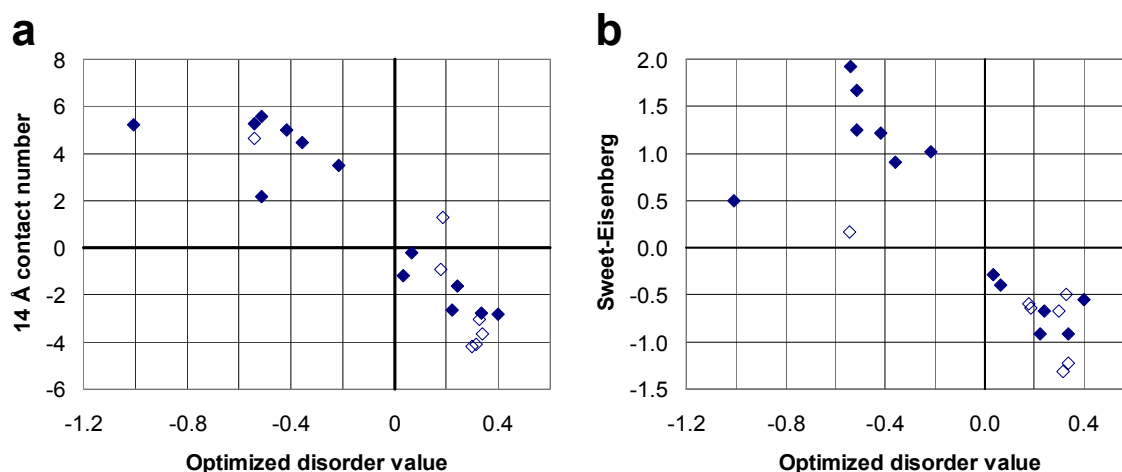 a
8
6
4
2
0
-2
-4
-6
14 Å contact number
-1.2 -0.8 -0.4 0 0.4
Optimized disorder value
b
2.0
1.5
1.0
0.5
0.0
-0.5
-1.0
-1.5
Sweet-Eisenberg
-1.2 -0.8 -0.4 0.0 0.4
Optimized disorder value